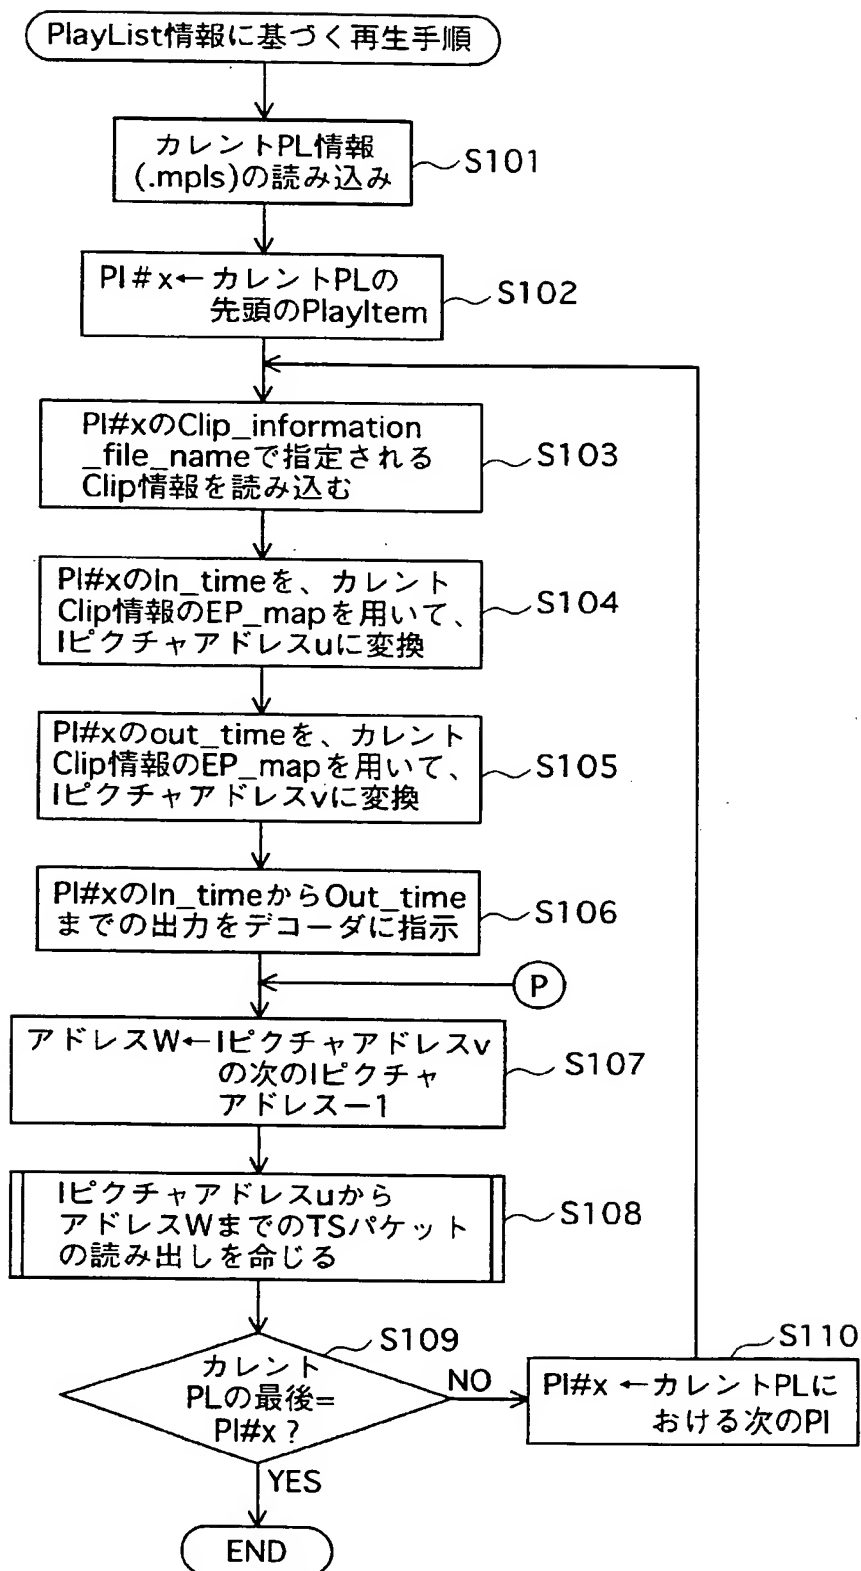 PlayList情報に基づく再生手順
カレントPL情報
(.mpls)の読み込み
S101
PI#x←カレントPLの
先頭のPlayItem
S102
PI#xのClip_information
_file_nameで指定される
Clip情報を読み込む
S103
PI#xのIn_timeを、カレント
Clip情報のEP_mapを用いて、
Iピクチャアドレスuに変換
S104
PI#xのout_timeを、カレント
Clip情報のEP_mapを用いて、
Iピクチャアドレスvに変換
S105
PI#xのIn_timeからOut_time
までの出力をデコーダに指示
S106
P
アドレスW←Iピクチャアドレスv
の次のIピクチャ
アドレス−1
S107
Iピクチャアドレスuから
アドレスWまでのTSパケット
の読み出しを命じる
S108
S109
カレント
PLの最後=
PI#x?
NO
S110
PI#x←カレントPLに
おける次のPI
YES
END